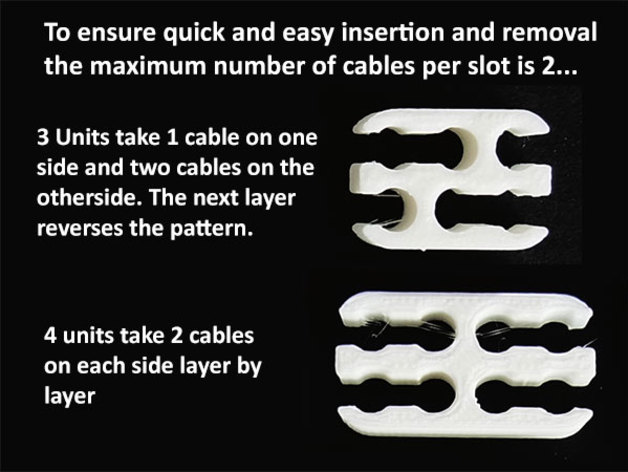 To ensure quick and easy insertion and removal
the maximum number of cables per slot is 2...
3 Units take 1 cable on one
side and two cables on the
otherside. The next layer
reverses the pattern.
4 units take 2 cables
on each side layer by
layer